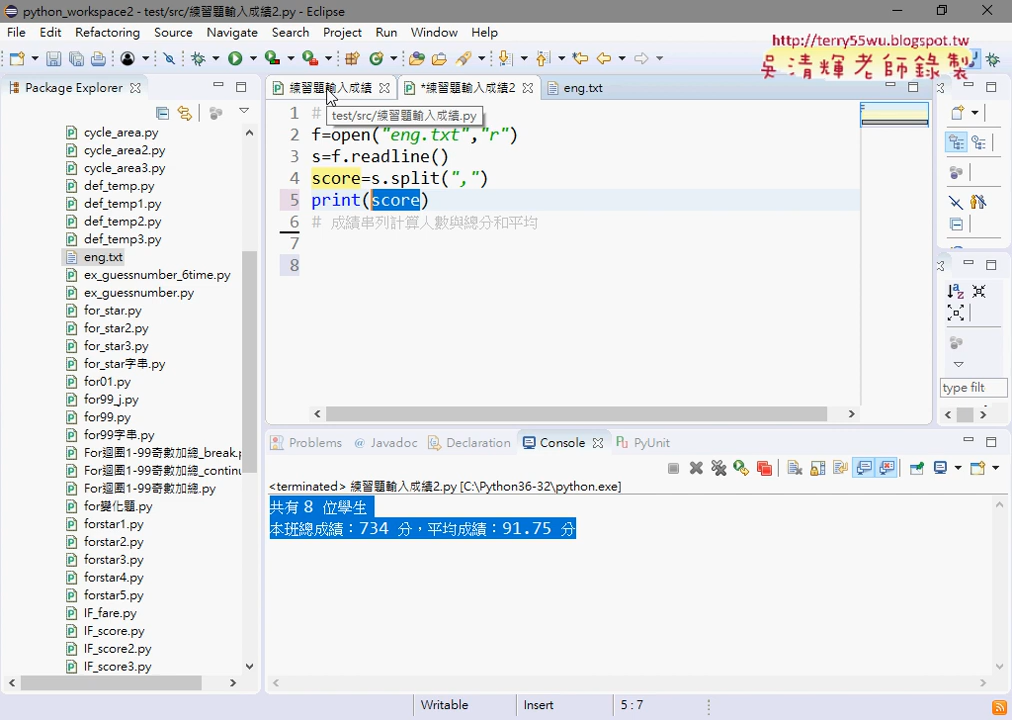 python_workspace2 - test/src/練習題輸入成績2.py - Eclipse
File Edit Refactoring Source Navigate Search Project Run Window Help
http://terry55wu.blogspot.tw
吳清輝老師錄製
Package Explorer
練習題輸入成績
*練習題輸入成績2
eng.txt
test/src/練習題輸入成績.py
cycle_area.py
cycle_area2.py
cycle_area3.py
def_temp.py
def_temp1.py
def_temp2.py
def_temp3.py
eng.txt
ex_guessnumber_6time.py
ex_guessnumber.py
for_star.py
for_star2.py
for_star3.py
for_star字串.py
for01.py
for99_j.py
for99.py
for99字串.py
For迴圈1-99奇數加總_break.p
For迴圈1-99奇數加總_continu
For迴圈1-99奇數加總.py
for變化題.py
forstar1.py
forstar2.py
forstar3.py
forstar4.py
forstar5.py
IF_fare.py
IF_score.py
IF_score2.py
IF_score3.py
1 #
2 f=open("eng.txt","r")
3 s=f.readline()
4 score=s.split(",")
5 print(score)
6 # 成績串列計算人數與總分和平均
7
8
type filt
Problems @ Javadoc Declaration Console PyUnit
<terminated> 練習題輸入成績2.py [C:\Python36-32\python.exe]
共有 8 位學生
本班總成績：734 分，平均成績：91.75 分
Writable Insert 5 : 7